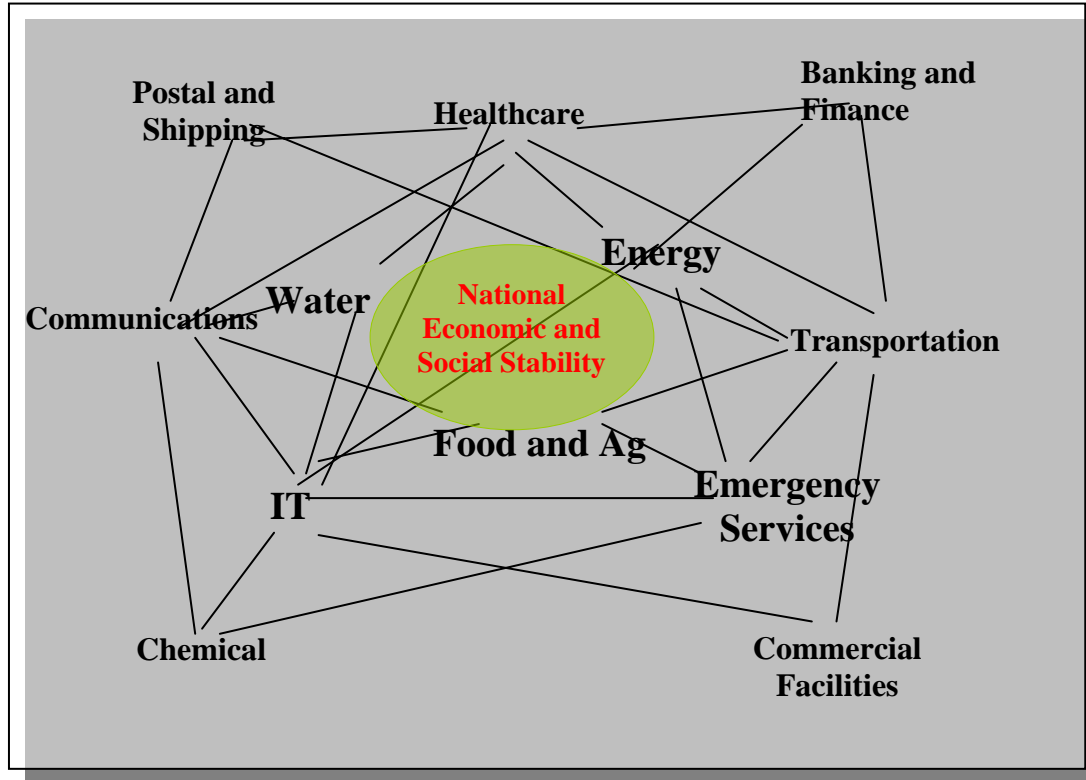 Postal and
Shipping
Healthcare
Banking and
Finance
Energy
Water
National
Economic and
Social Stability
Communications
Transportation
Food and Ag
IT
Emergency
Services
Chemical
Commercial
Facilities